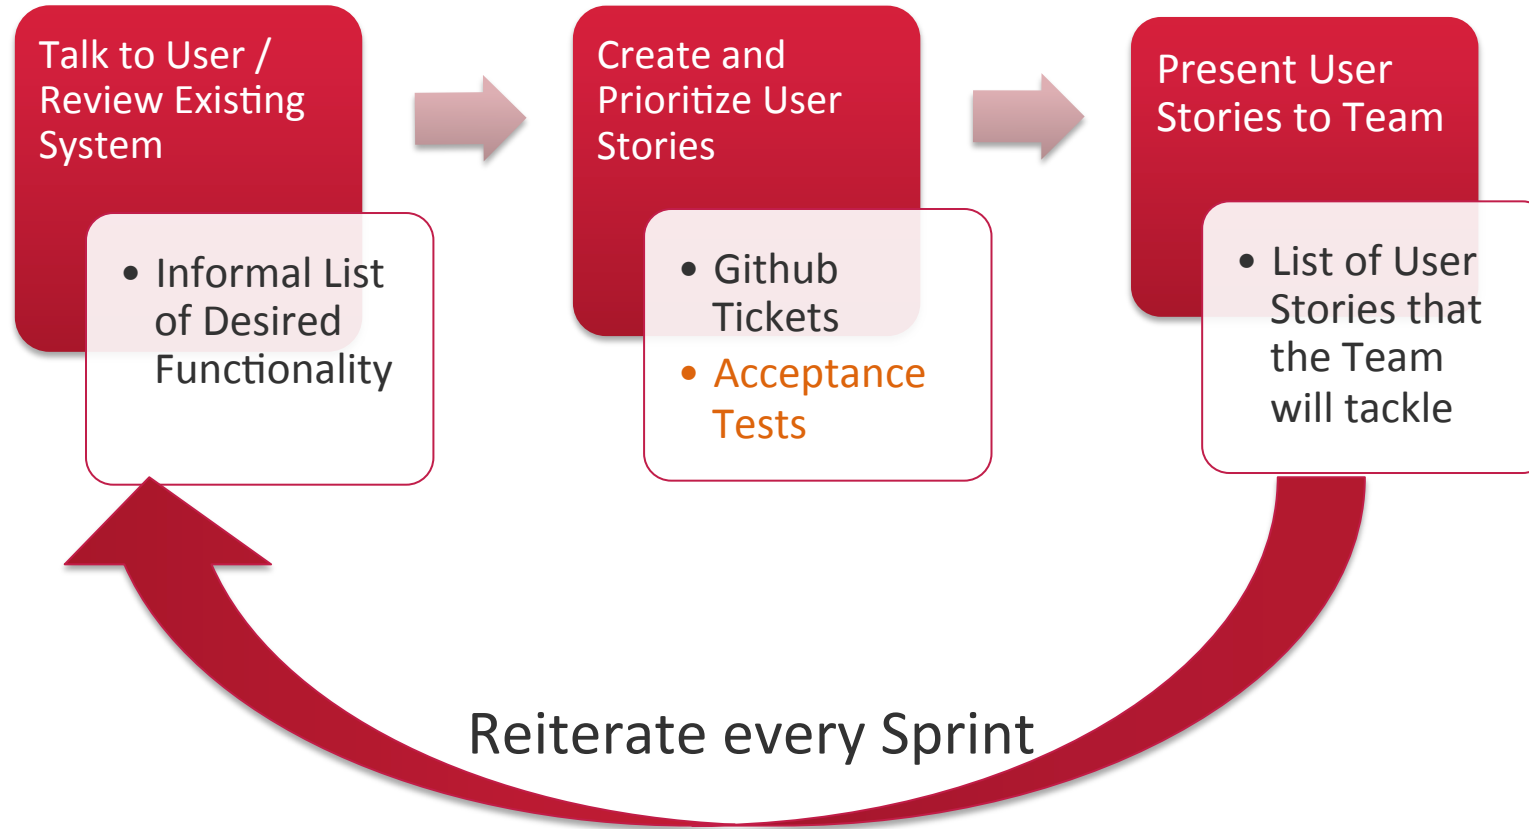 Talk to User /
Review Existing
System
• Informal List
of Desired
Functionality
Create and
Prioritize User
Stories
• Github
Tickets
• Acceptance
Tests
Present User
Stories to Team
• List of User
Stories that
the Team
will tackle
Reiterate every Sprint